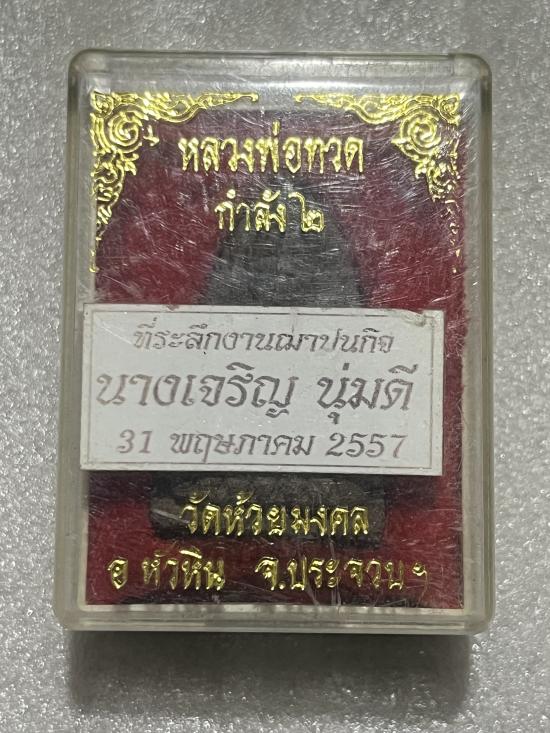 หลวงพ่อทวด
กำลัง ๒
ที่ระลึกงานฌาปนกิจ
นางเจริญ นุ่มดี
31 พฤษภาคม 2557
วัดห้วยมงคล
อ หัวหิน จ.ประจวบฯ